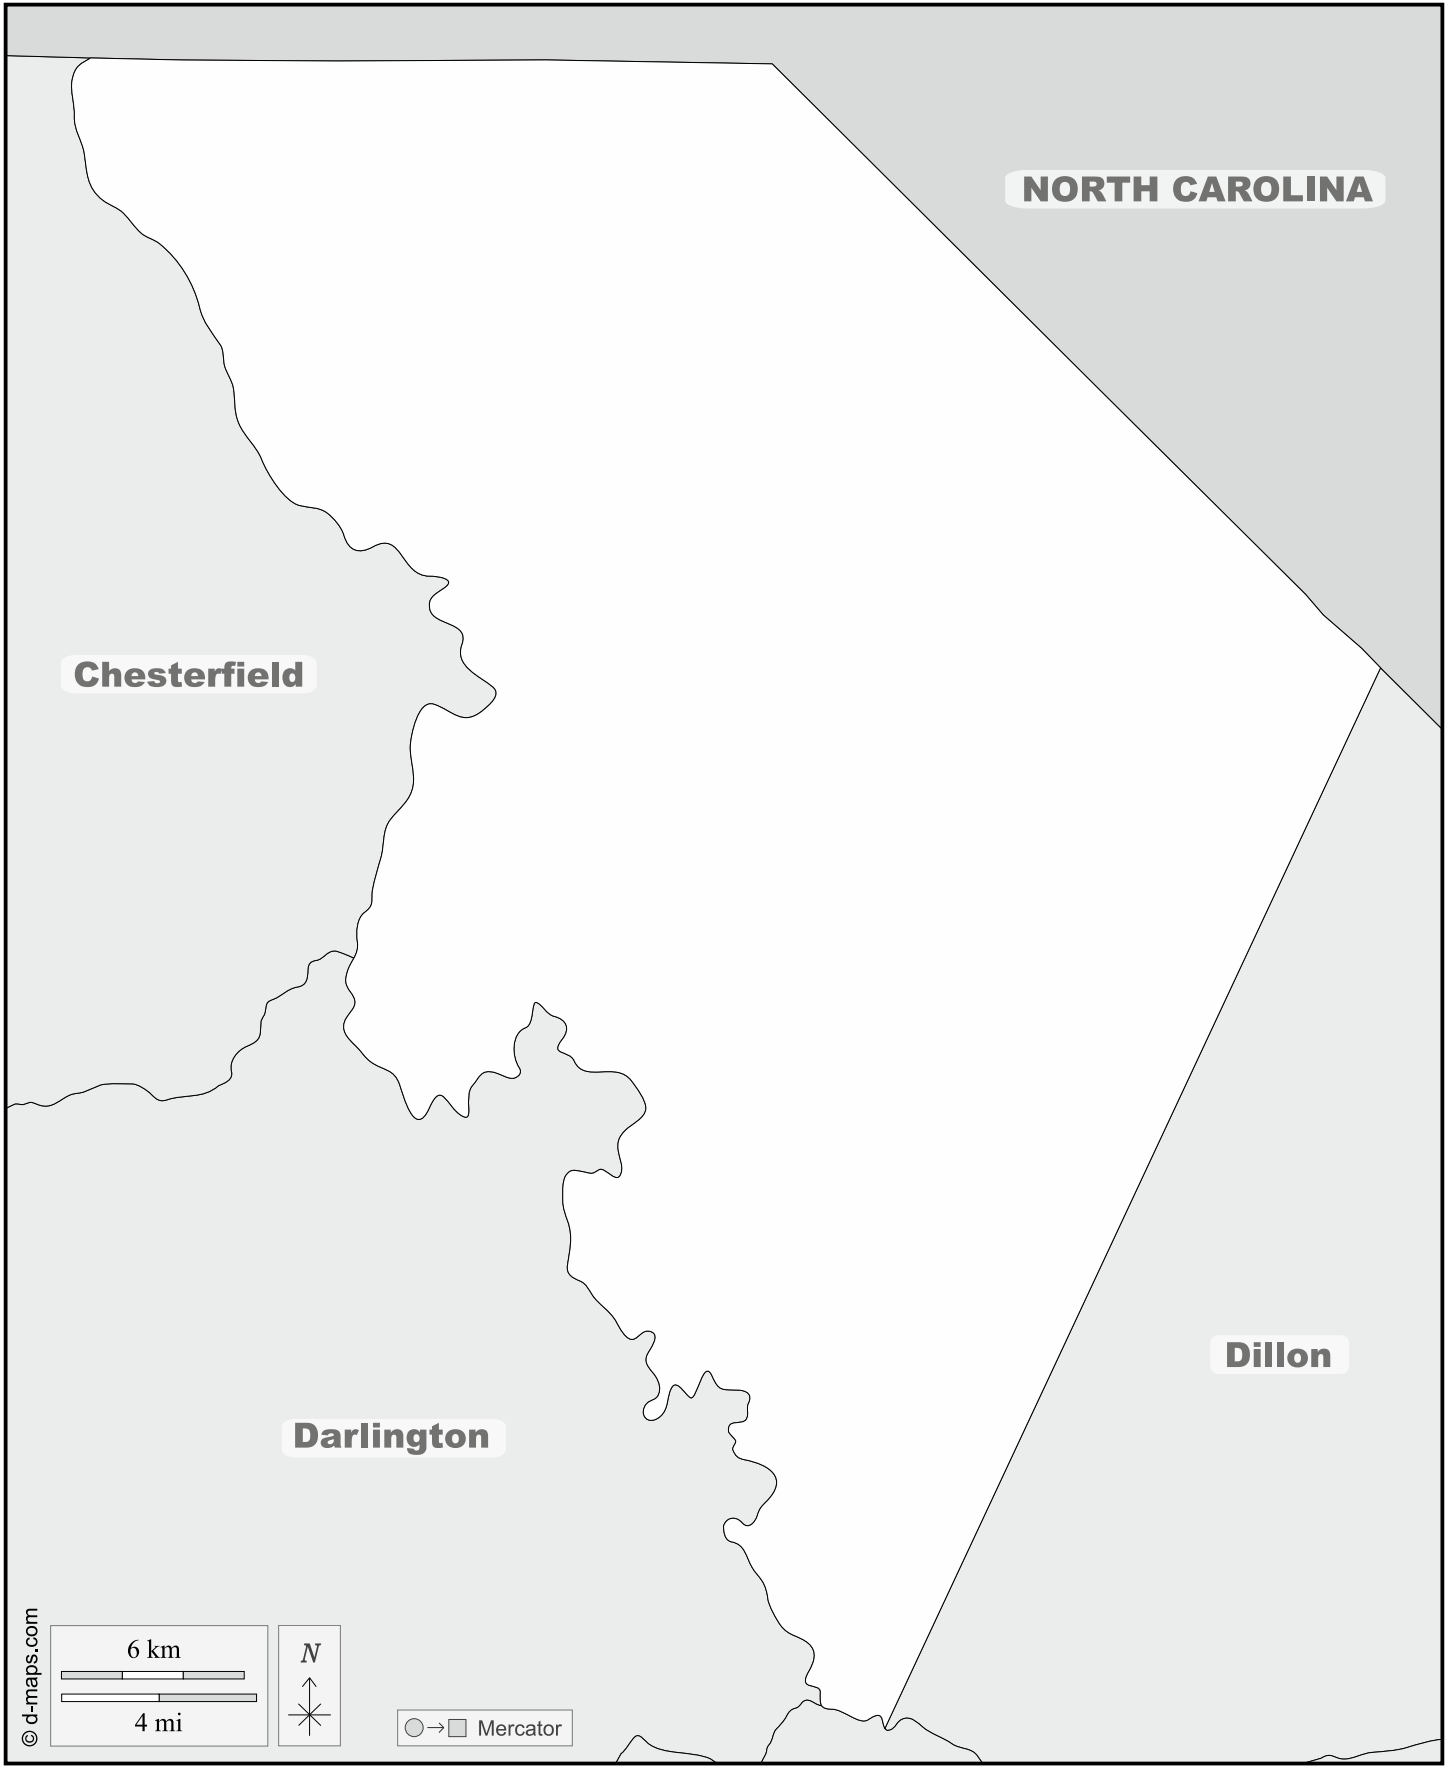 NORTH CAROLINA
Chesterfield
Dillon
Darlington
© d-maps.com
6 km
4 mi
N
Mercator